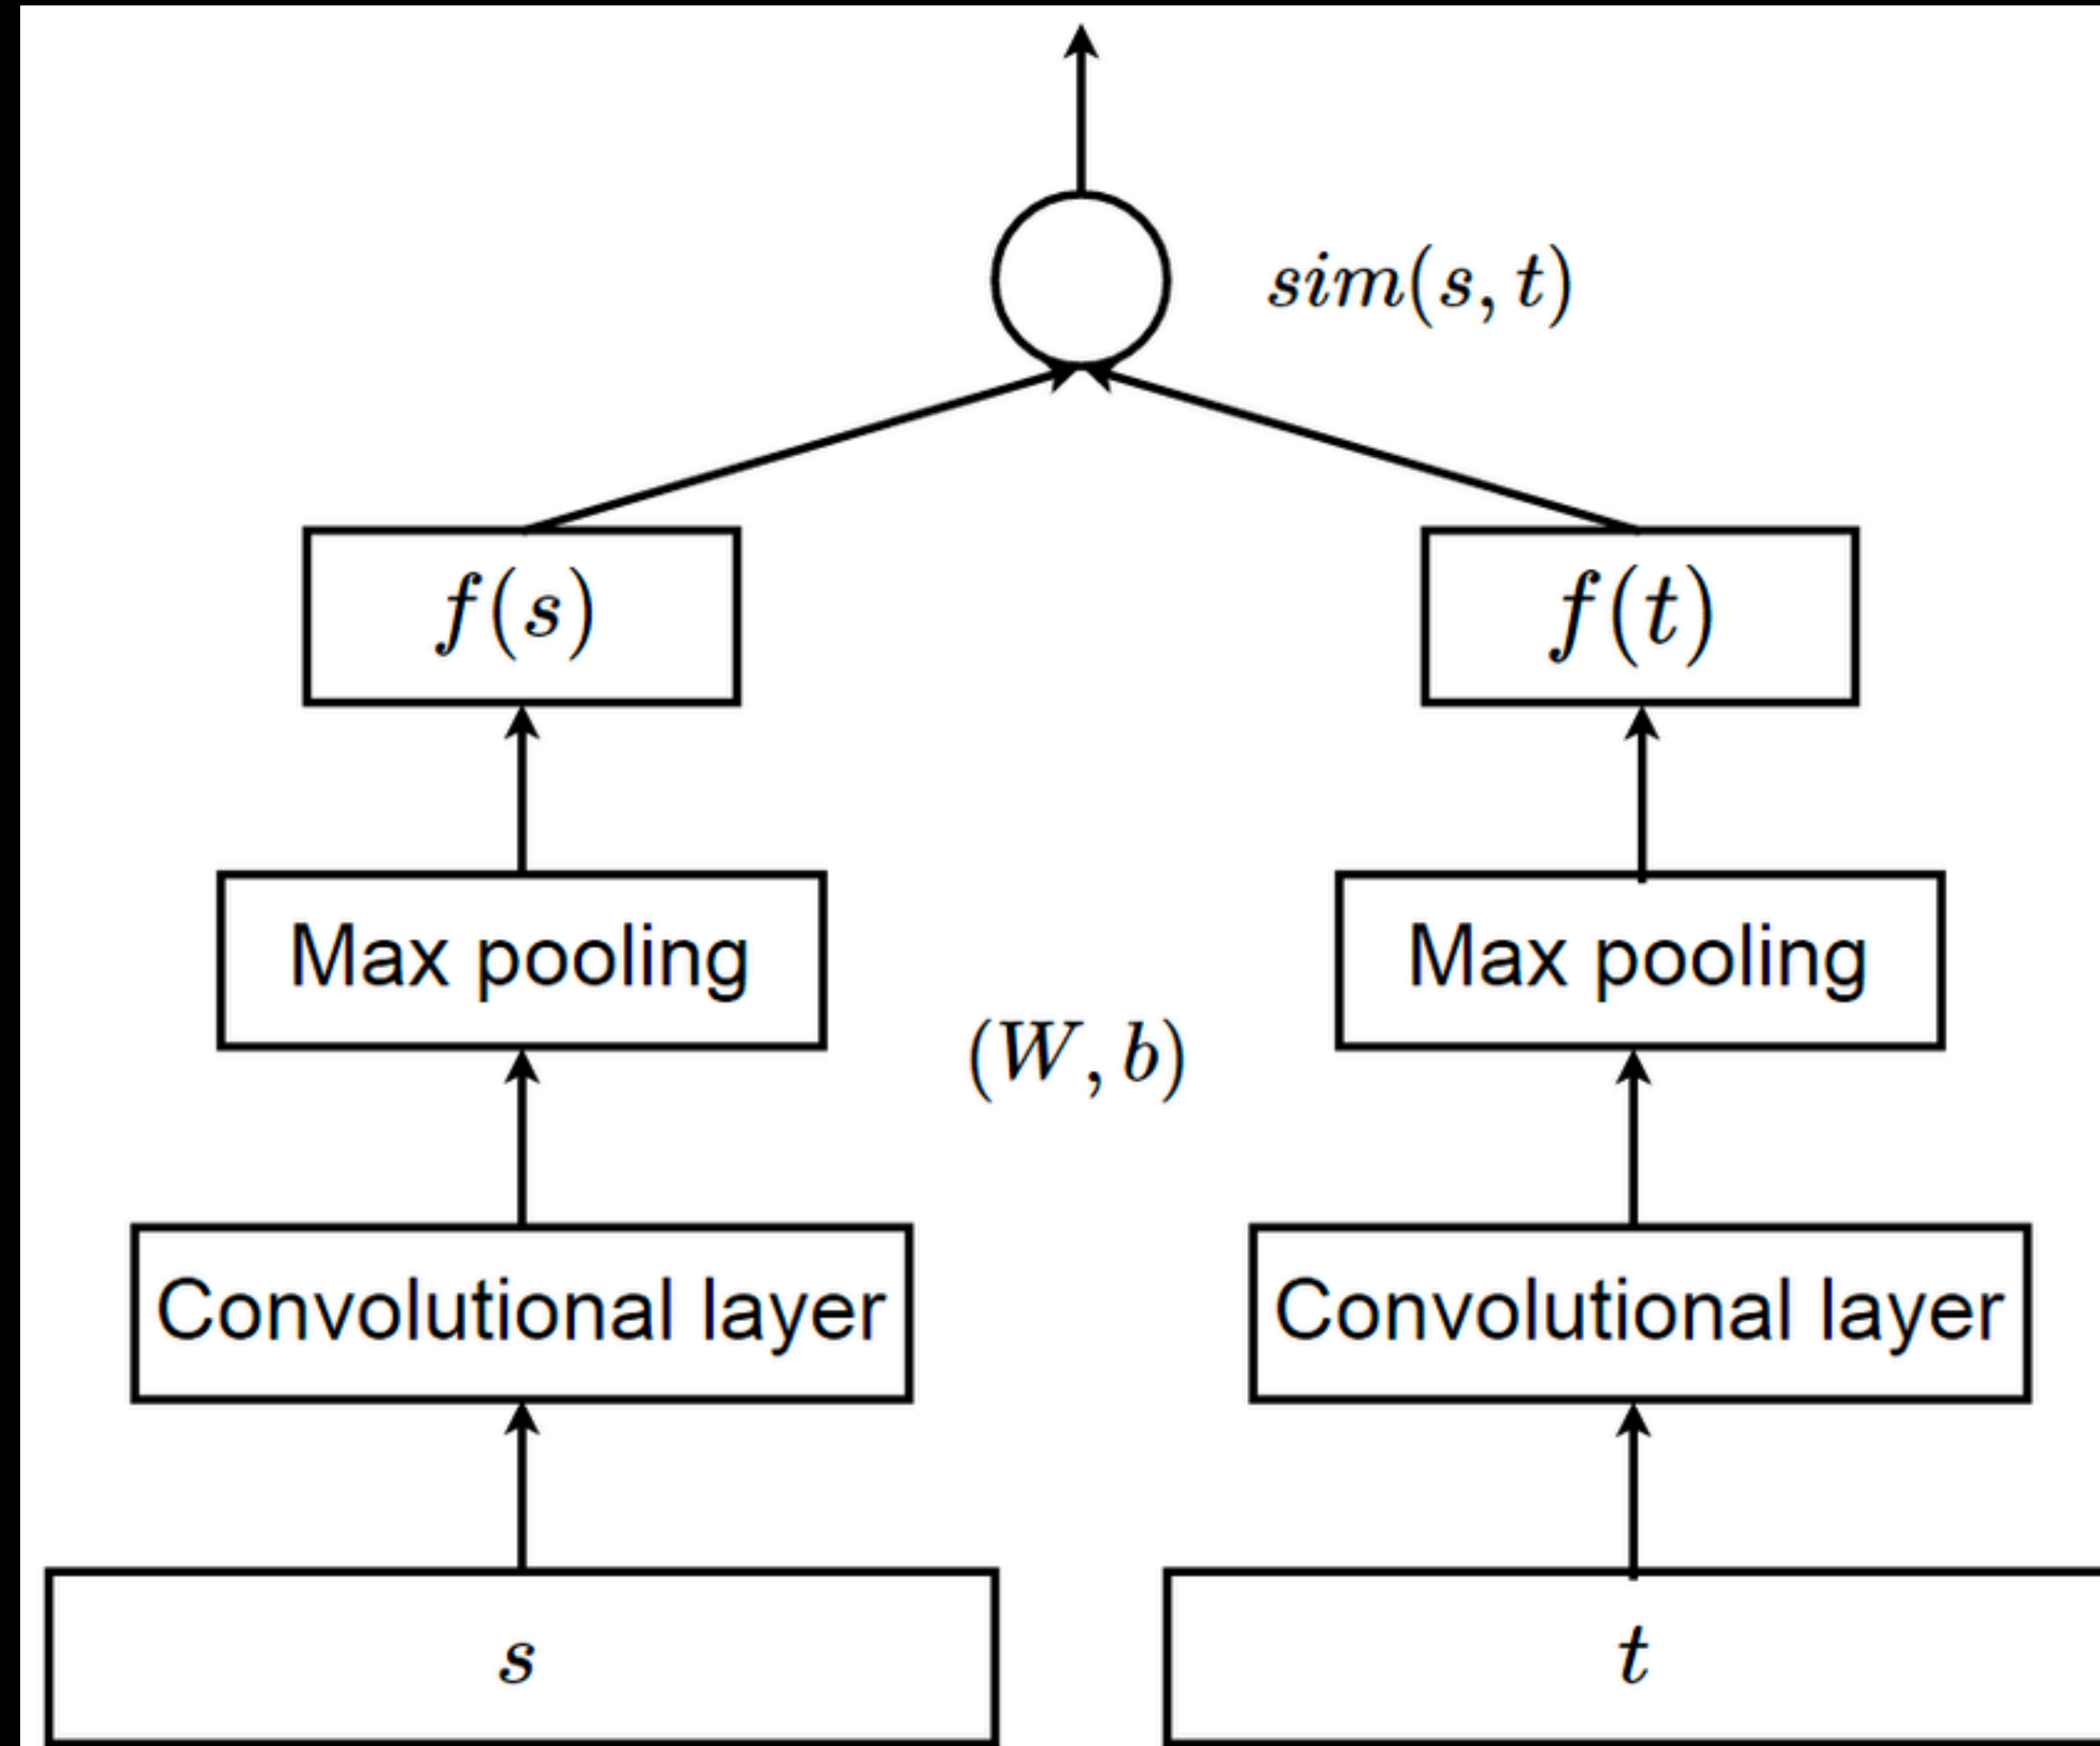 sim(s, t)
f(s)
f(t)
Max pooling
Max pooling
(W, b)
Convolutional layer
Convolutional layer
s
t